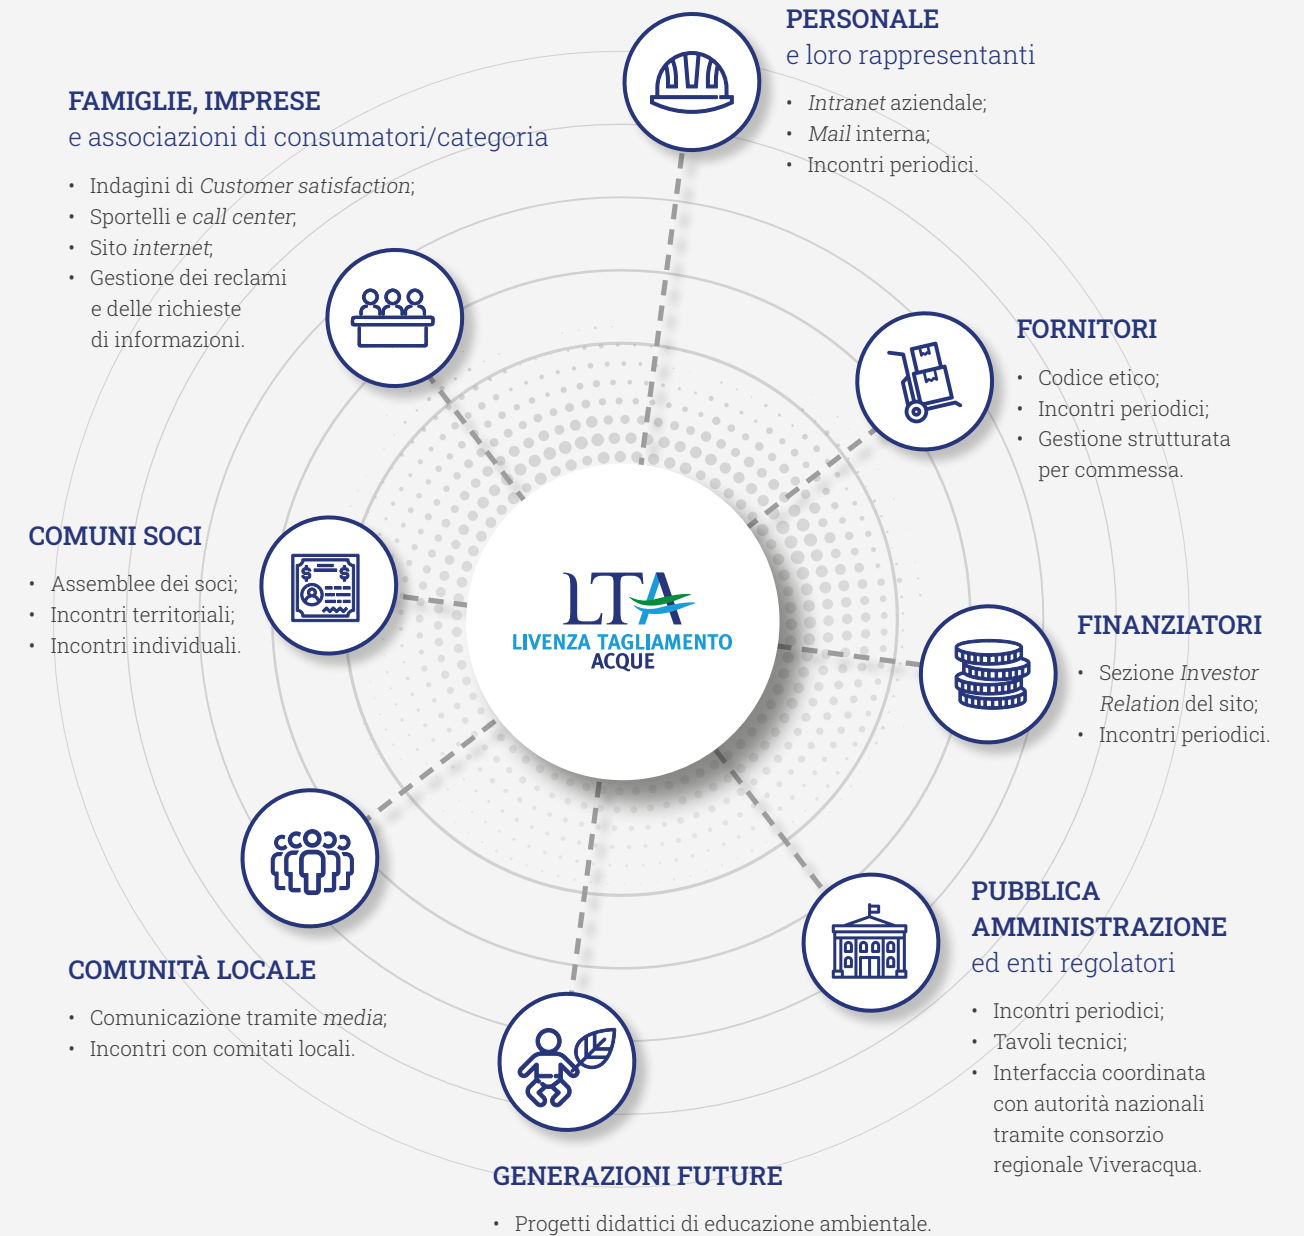 PERSONALE
e loro rappresentanti
• Intranet aziendale;
• Mail interna;
• Incontri periodici.
FAMIGLIE, IMPRESE
e associazioni di consumatori/categoria
• Indagini di Customer satisfaction;
• Sportelli e call center;
• Sito internet;
• Gestione dei reclami
e delle richieste
di informazioni.
FORNITORI
• Codice etico;
• Incontri periodici;
• Gestione strutturata
per commessa.
COMUNI SOCI
• Assemblee dei soci;
• Incontri territoriali;
• Incontri individuali.
$ $
LTA
LIVENZA TAGLIAMENTO
ACQUE
FINANZIATORI
• Sezione Investor
Relation del sito;
• Incontri periodici.
PUBBLICA
AMMINISTRAZIONE
ed enti regolatori
• Incontri periodici;
• Tavoli tecnici;
• Interfaccia coordinata
con autorità nazionali
tramite consorzio
regionale Viveracqua.
COMUNITÀ LOCALE
• Comunicazione tramite media;
• Incontri con comitati locali.
GENERAZIONI FUTURE
• Progetti didattici di educazione ambientale.